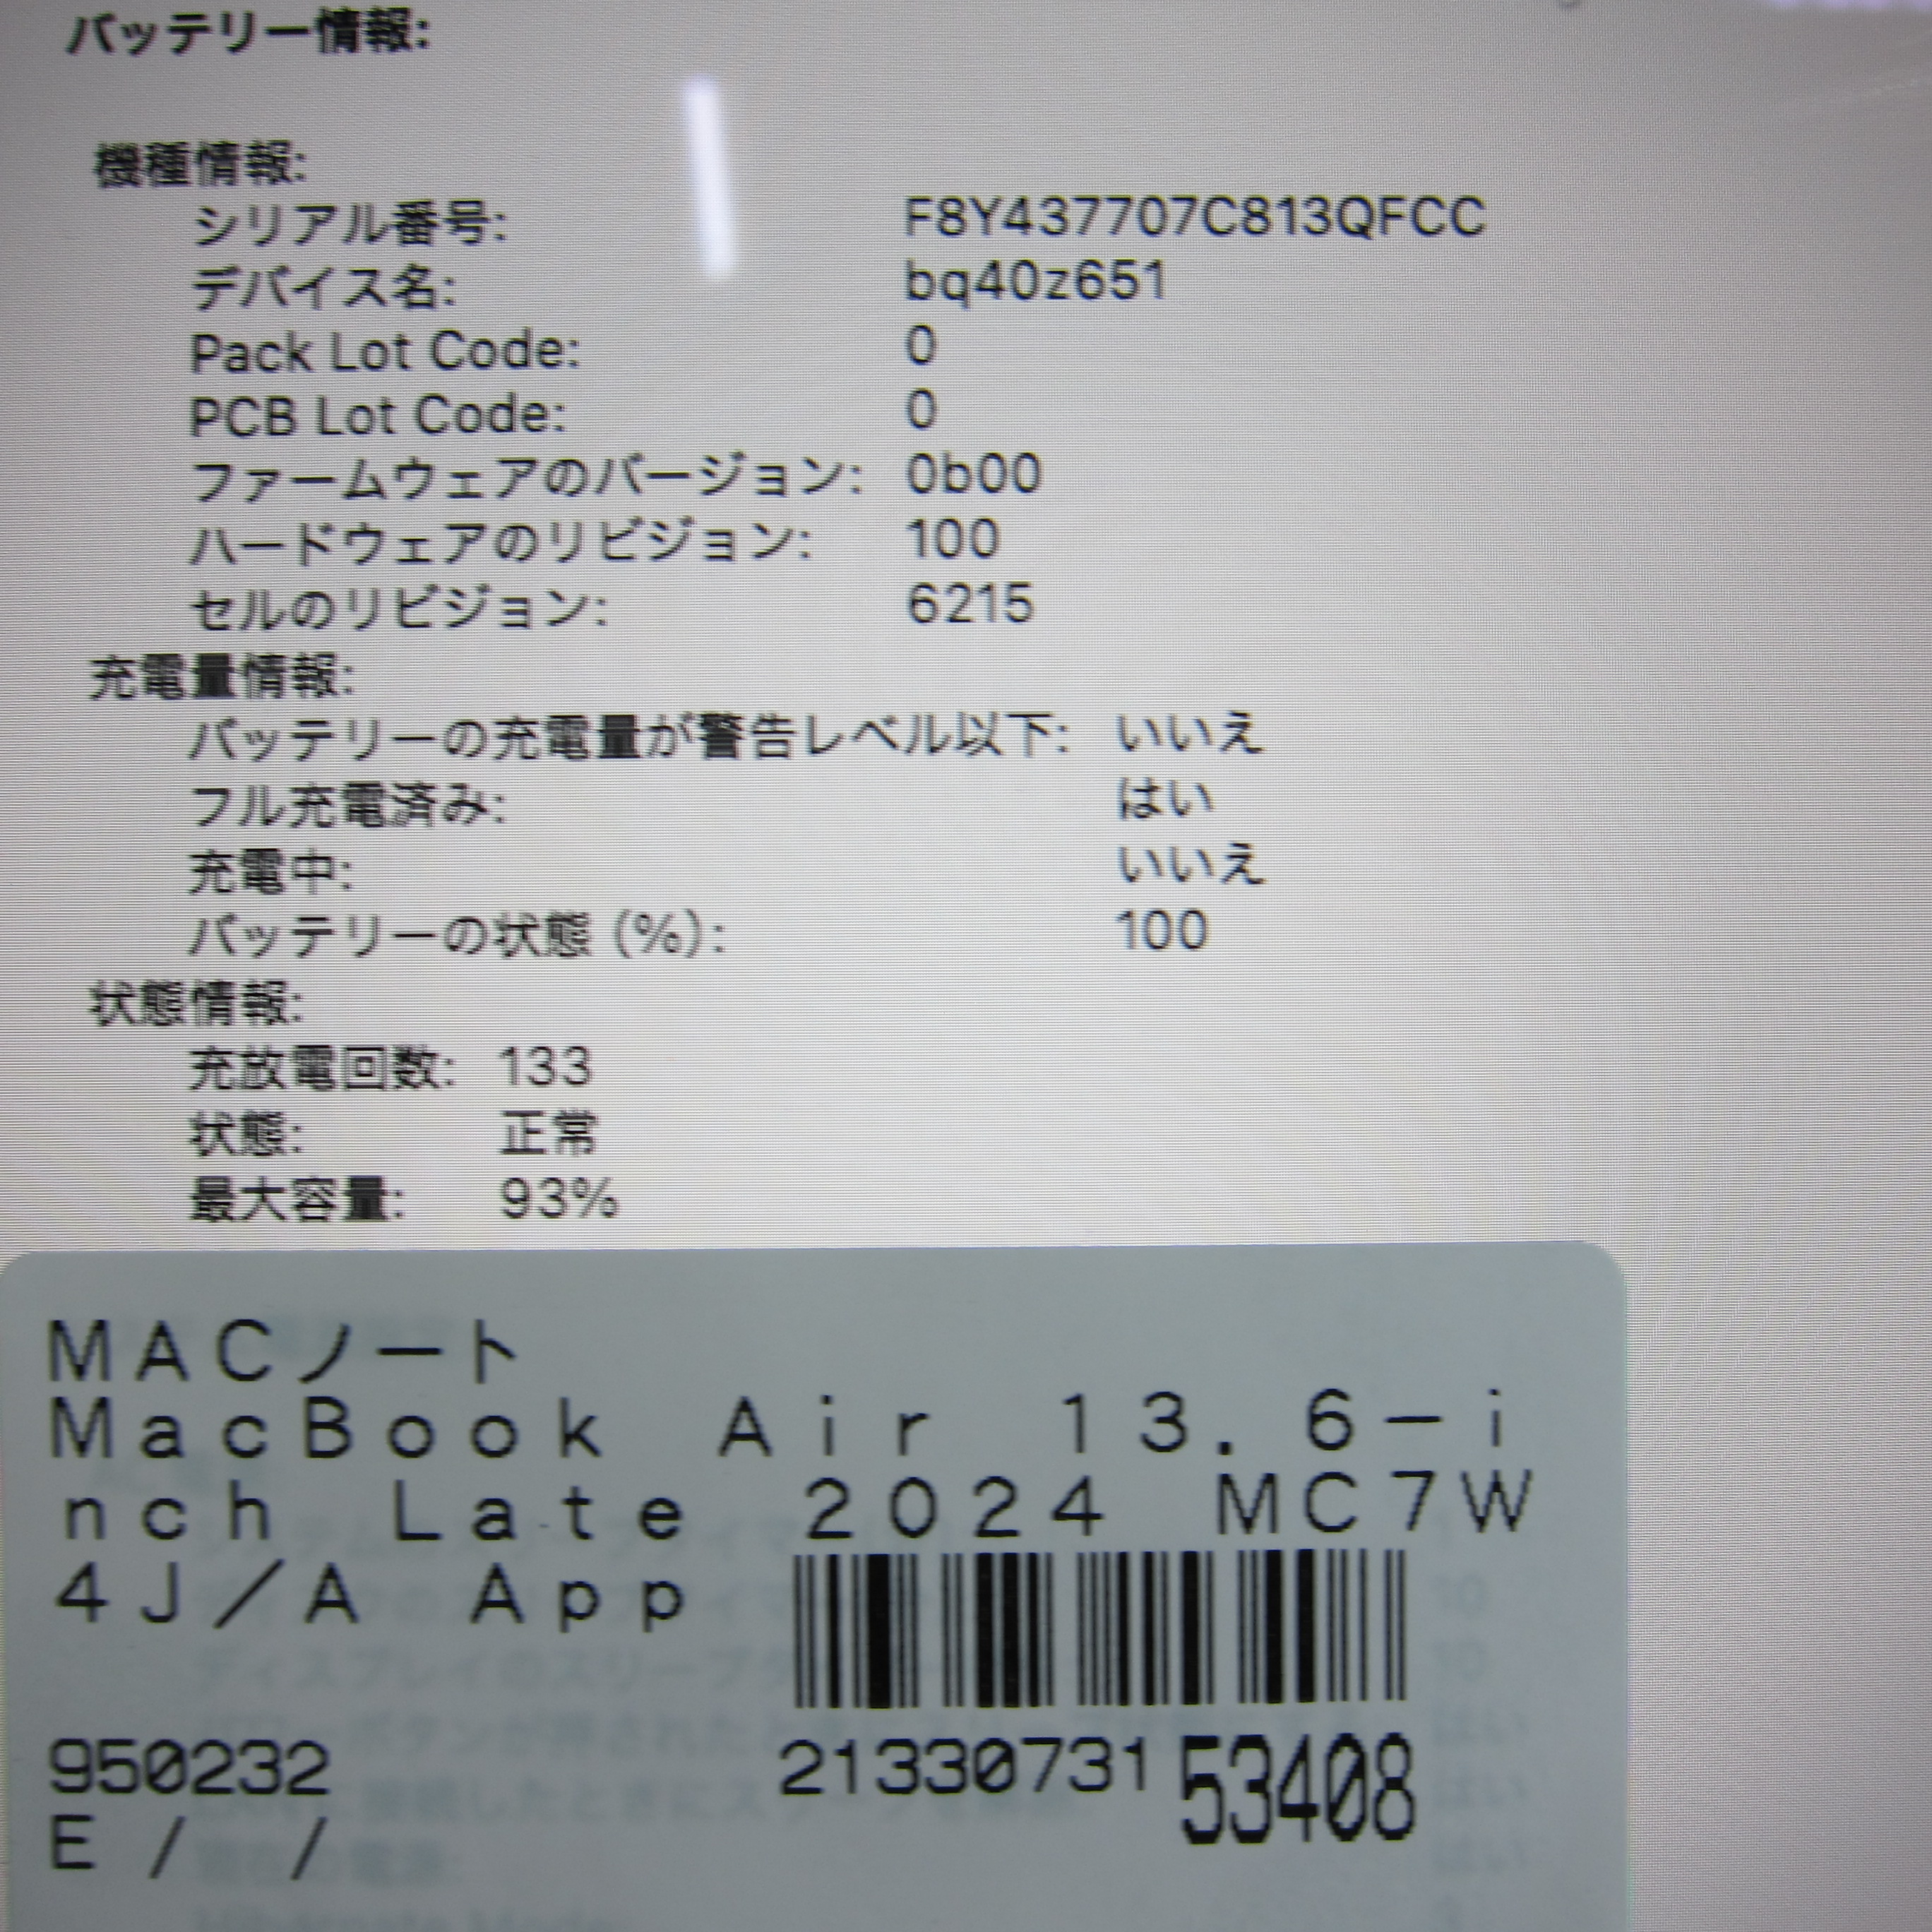 バッテリー情報:
機種情報:
シリアル番号: F8Y437707C813QFCC
デバイス名: bq40z651
Pack Lot Code: 0
PCB Lot Code: 0
ファームウェアのバージョン: 0b00
ハードウェアのリビジョン: 100
セルのリビジョン: 6215
充電量情報:
バッテリーの充電量が警告レベル以下: いいえ
フル充電済み: はい
充電中: いいえ
バッテリーの状態 (%): 100
状態情報:
充放電回数: 133
状態: 正常
最大容量: 93%
MACノート
MacBook Air 13.6-i
nch Late 2024 MC7W
4J/A App
950232
21330731 53408
E / /